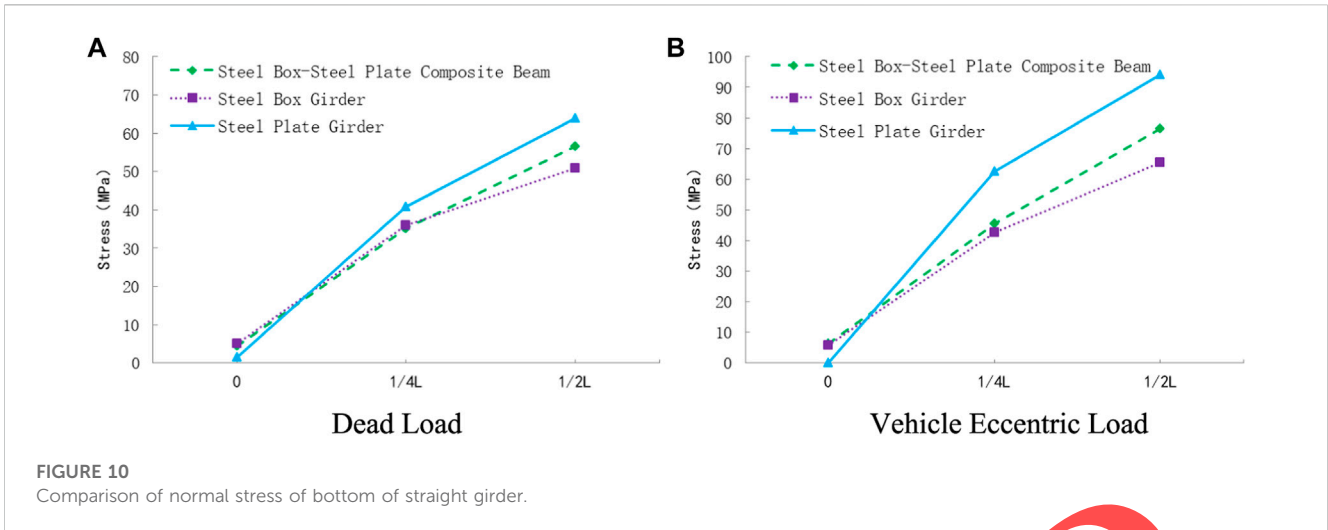 A
80
70
60
50
40
30
20
10
0
Stress (MPa)
Steel Box-Steel Plate Composite Beam
Steel Box Girder
Steel Plate Girder
0 1/4L 1/2L
Dead Load
B
100
90
80
70
60
50
40
30
20
10
0
Stress (MPa)
Steel Box-Steel Plate Composite Beam
Steel Box Girder
Steel Plate Girder
0 1/4L 1/2L
Vehicle Eccentric Load
FIGURE 10
Comparison of normal stress of bottom of straight girder.